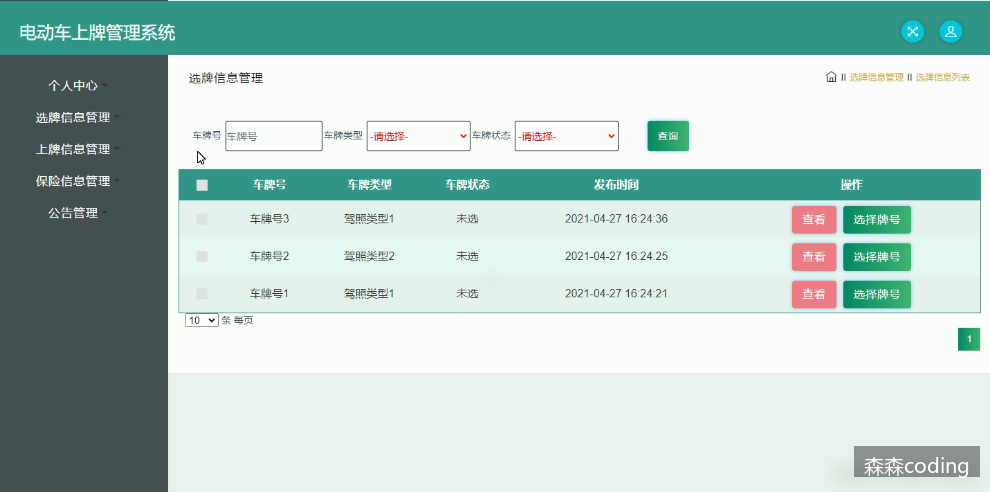 电动车上牌管理系统
个人中心
选牌信息管理
上牌信息管理
保险信息管理
公告管理
选牌信息管理
选牌信息管理 选牌信息列表
车牌号 车牌号 车牌类型 -请选择- 车牌状态 -请选择- 查询
车牌号 车牌类型 车牌状态 发布时间 操作
车牌号3 驾照类型1 未选 2021-04-27 16:24:36 查看 选择牌号
车牌号2 驾照类型2 未选 2021-04-27 16:24:25 查看 选择牌号
车牌号1 驾照类型1 未选 2021-04-27 16:24:21 查看 选择牌号
10 条 每页
1
森森coding